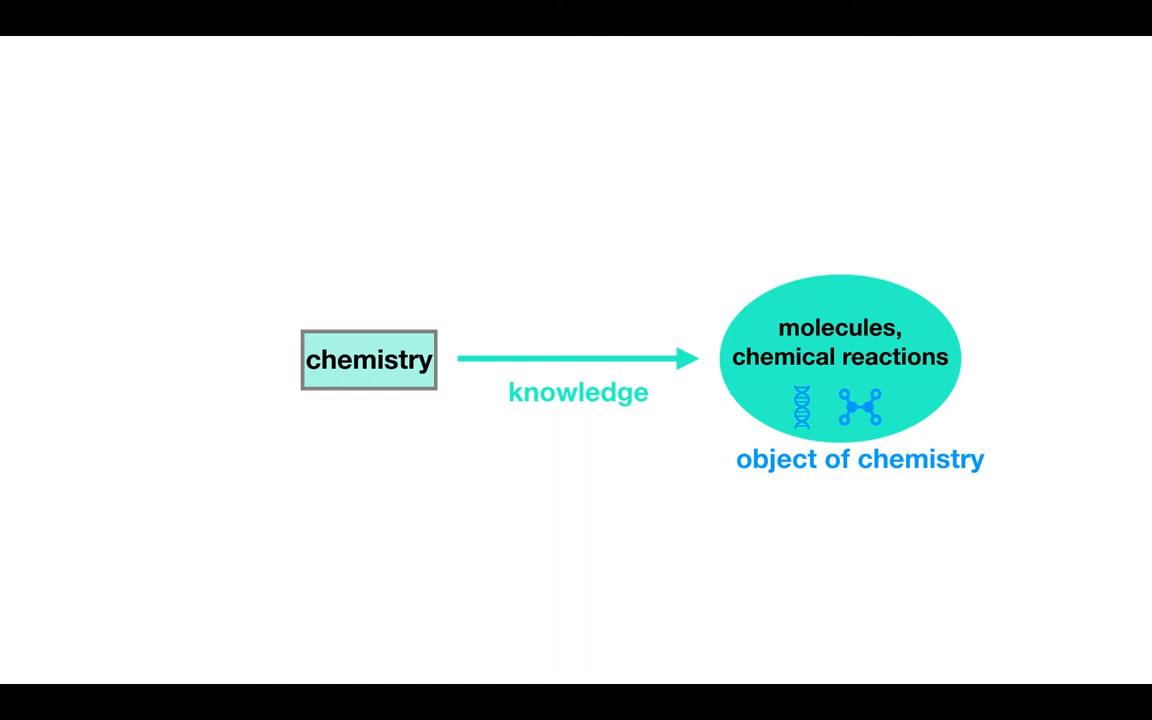 chemistry
knowledge
molecules,
chemical reactions
object of chemistry